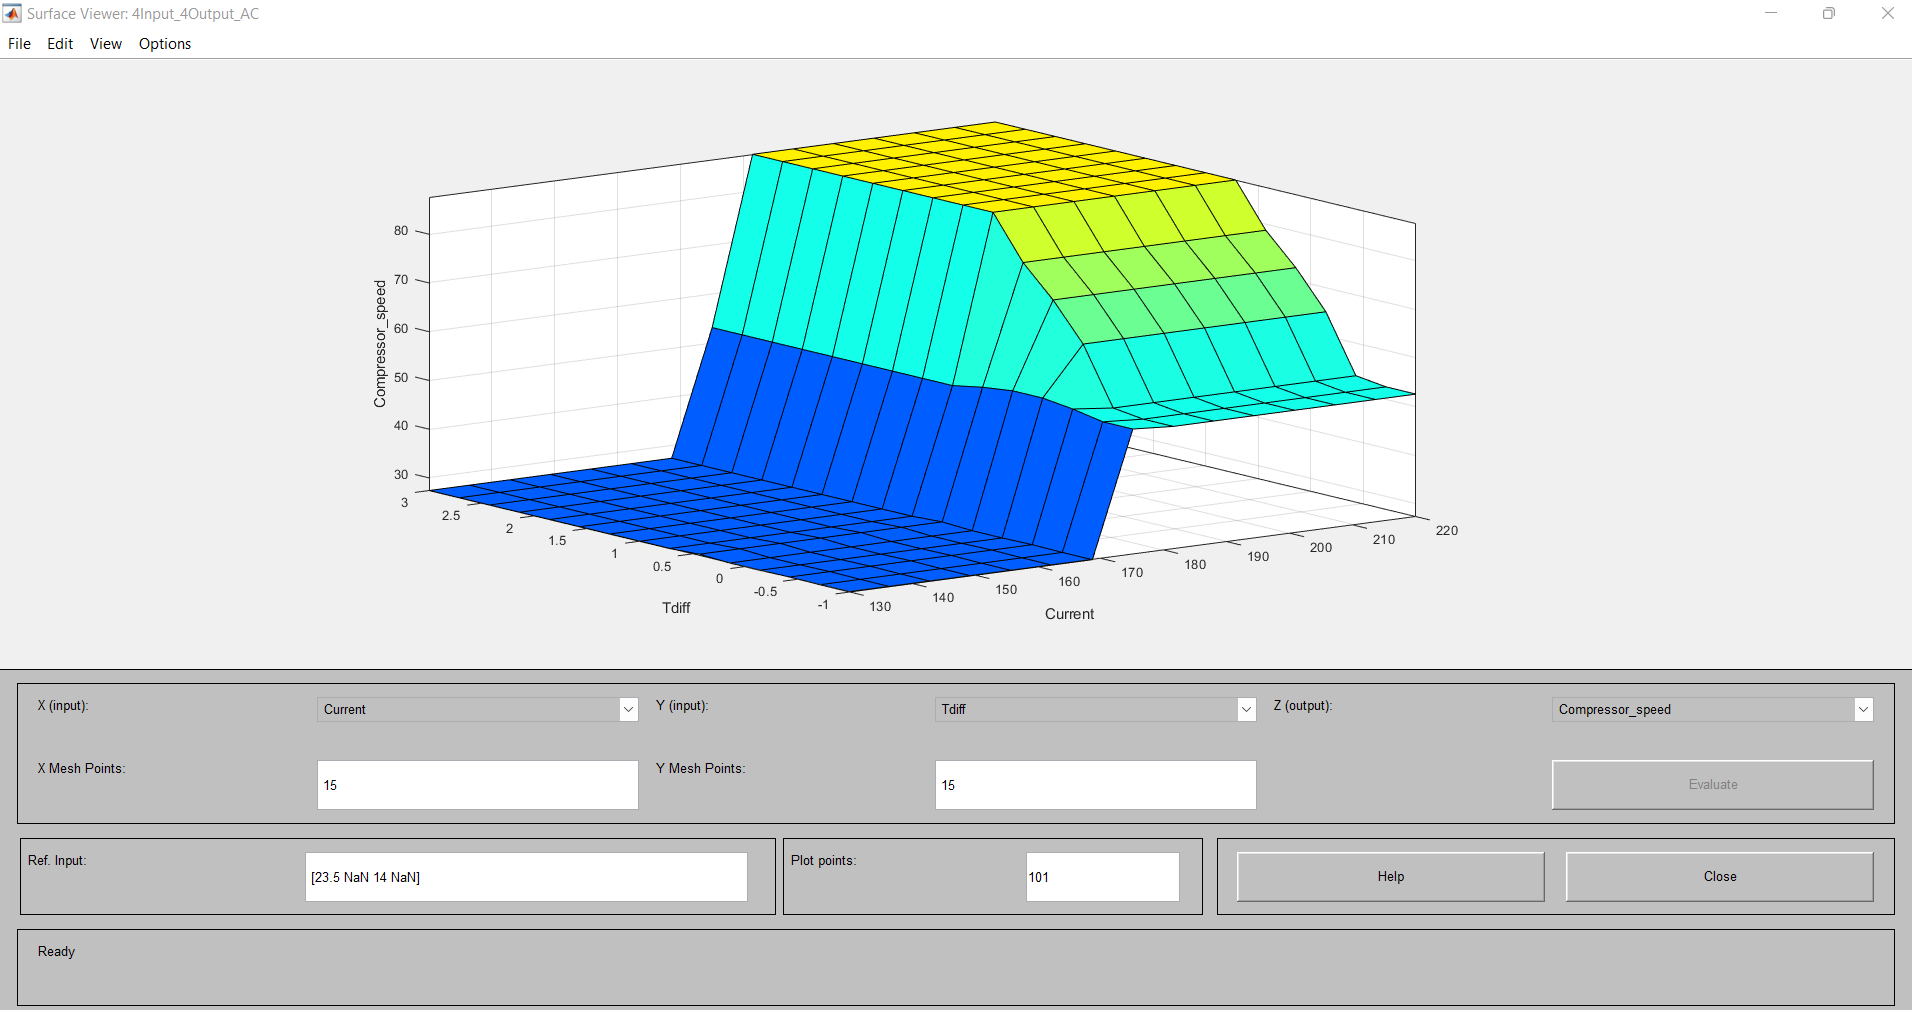 Surface Viewer: 4Input_4Output_AC
File Edit View Options
Compressor_speed
80
70
60
50
40
30
3
2.5
2
1.5
1
0.5
0
-0.5
-1
Tdiff
130
140
150
160
170
180
190
200
210
220
Current
X (input): Current Y (input): Tdiff Z (output): Compressor_speed
X Mesh Points: 15 Y Mesh Points: 15 Evaluate
Ref. Input: [23.5 NaN 14 NaN] Plot points: 101 Help Close
Ready